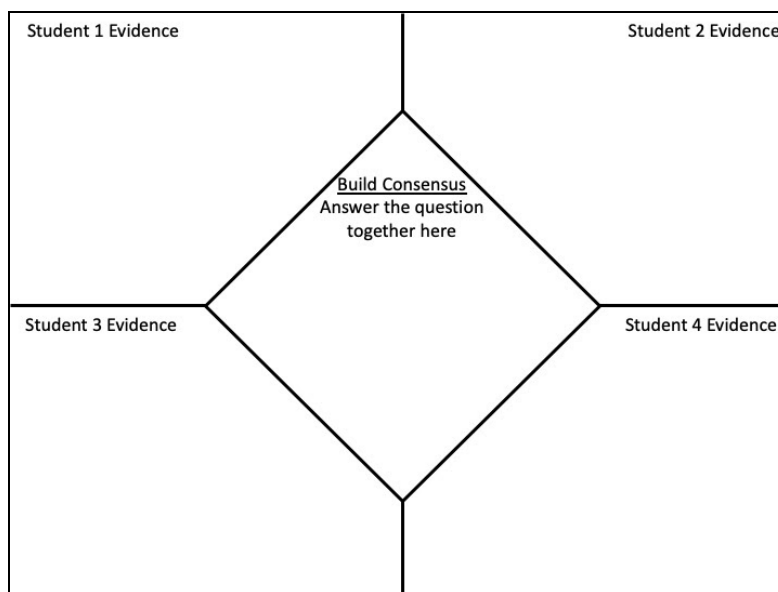 Student 1 Evidence
Student 2 Evidence
Build Consensus
Answer the question
together here
Student 3 Evidence
Student 4 Evidence